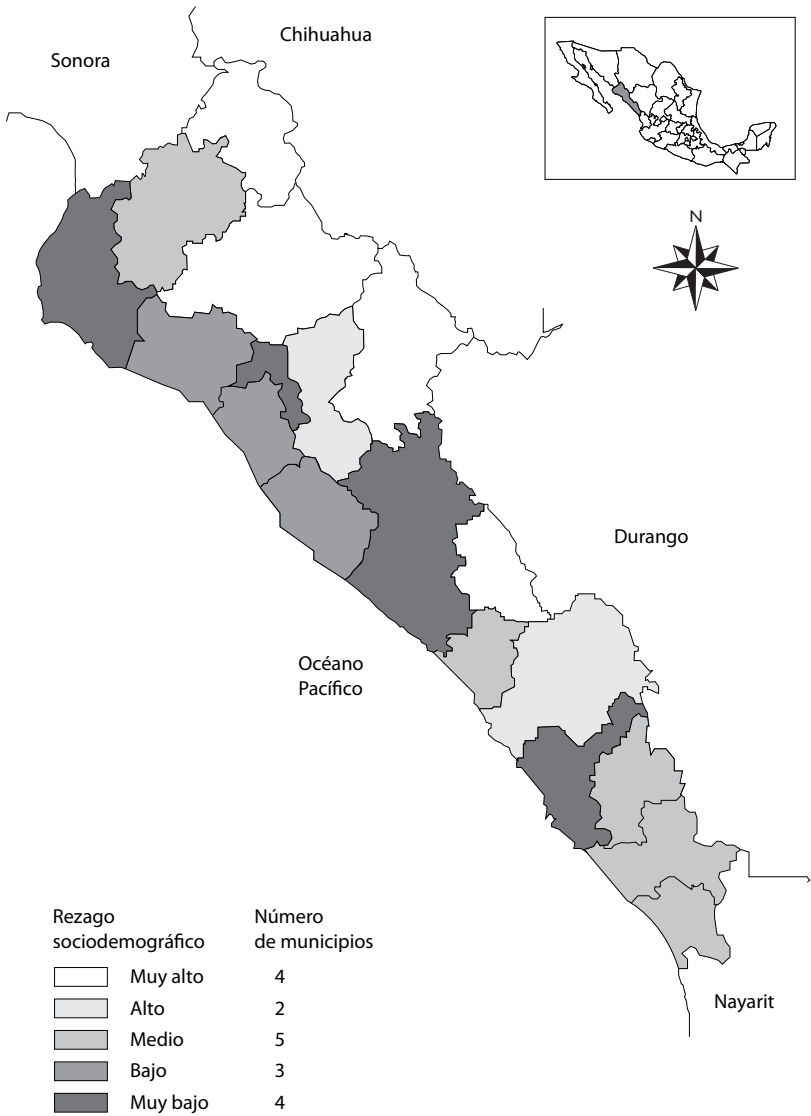 Chihuahua
Sonora
N
Durango
Océano
Pacífico
Rezago
sociodemográfico
Número
de municipios
Muy alto 4
Alto 2
Medio 5
Bajo 3
Muy bajo 4
Nayarit